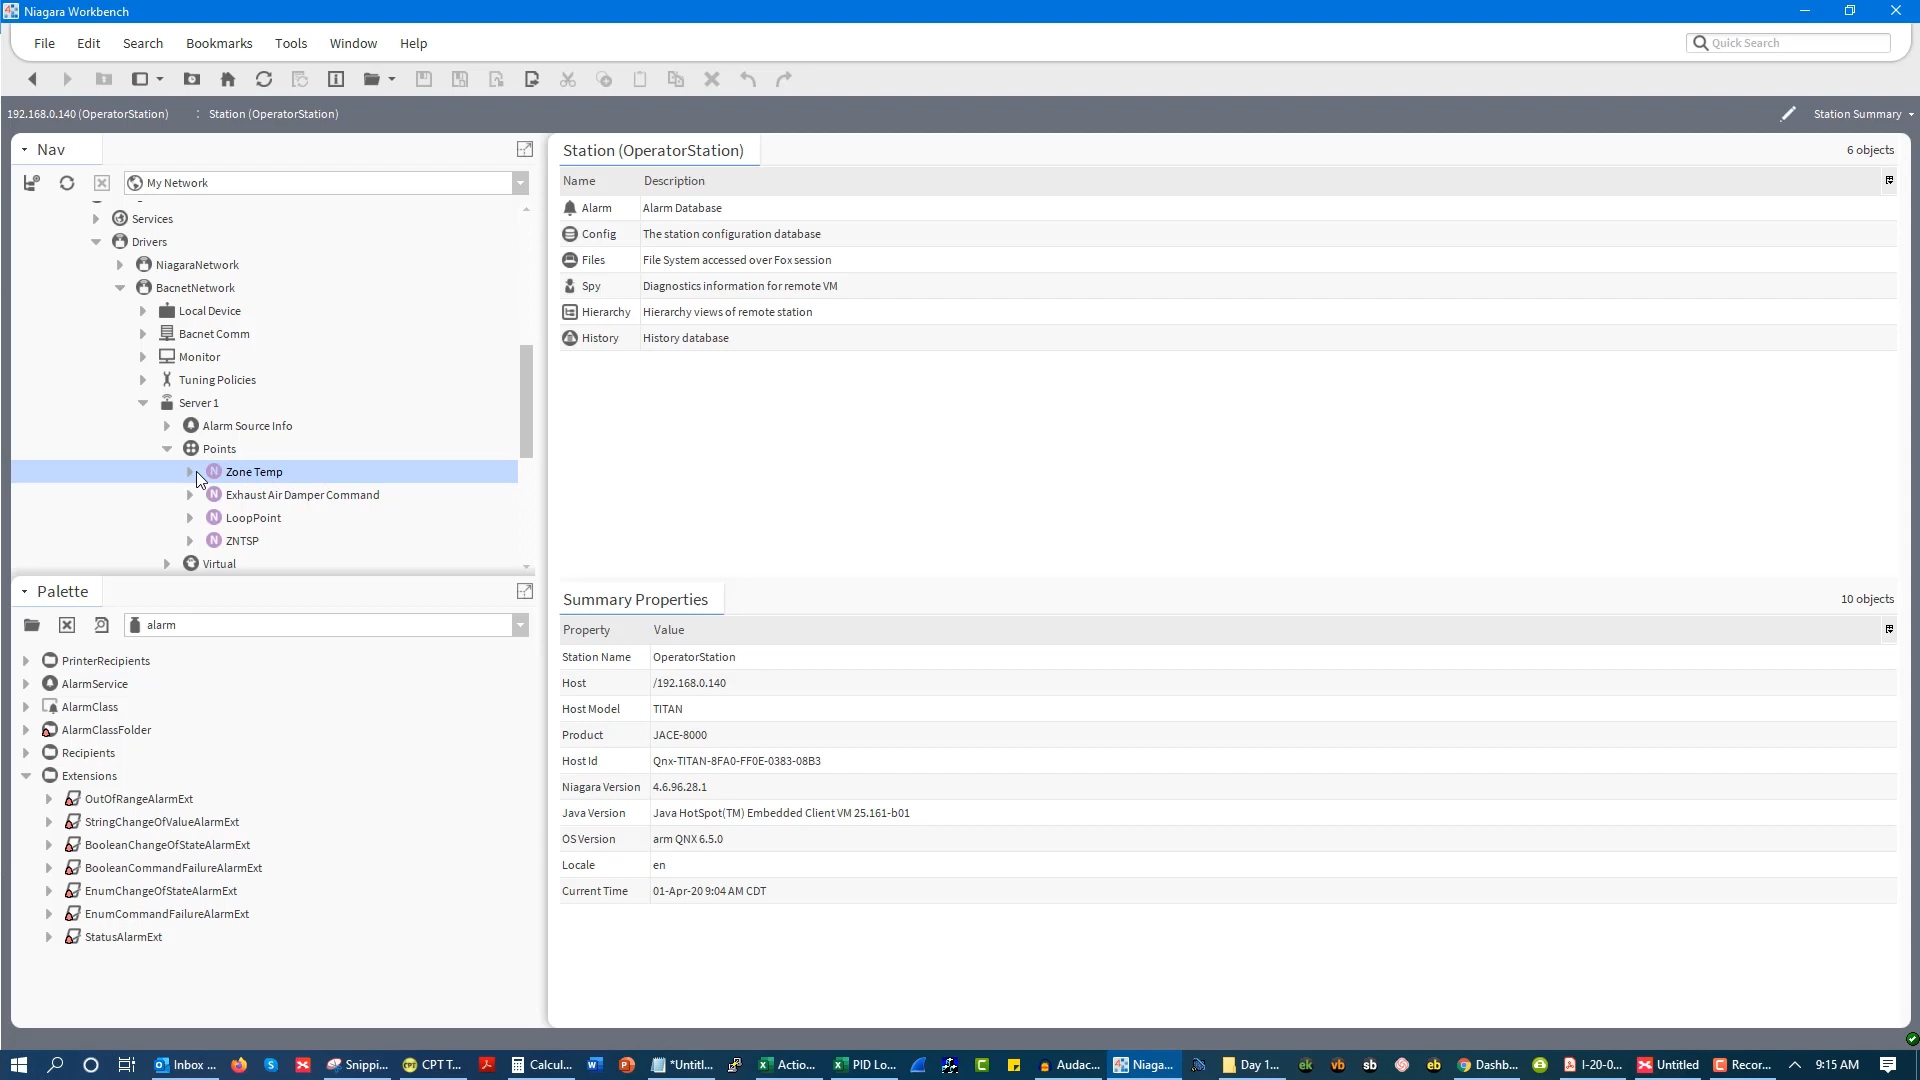 Niagara Workbench
File Edit Search Bookmarks Tools Window Help
Quick Search
192.168.0.140 (OperatorStation) : Station (OperatorStation)
Station Summary
Nav
My Network
Services
Drivers
NiagaraNetwork
BacnetNetwork
Local Device
Bacnet Comm
Monitor
Tuning Policies
Server 1
Alarm Source Info
Points
Zone Temp
Exhaust Air Damper Command
LoopPoint
ZNTSP
Virtual
Palette
alarm
PrinterRecipients
AlarmService
AlarmClass
AlarmClassFolder
Recipients
Extensions
OutOfRangeAlarmExt
StringChangeOfValueAlarmExt
BooleanChangeOfStateAlarmExt
BooleanCommandFailureAlarmExt
EnumChangeOfStateAlarmExt
EnumCommandFailureAlarmExt
StatusAlarmExt
Station (OperatorStation)
6 objects
Name Description
Alarm Alarm Database
Config The station configuration database
Files File System accessed over Fox session
Spy Diagnostics information for remote VM
Hierarchy Hierarchy views of remote station
History History database
Summary Properties
10 objects
Property Value
Station Name OperatorStation
Host /192.168.0.140
Host Model TITAN
Product JACE-8000
Host Id Qnx-TITAN-8FA0-FF0E-0383-08B3
Niagara Version 4.6.96.28.1
Java Version Java HotSpot(TM) Embedded Client VM 25.161-b01
OS Version arm QNX 6.5.0
Locale en
Current Time 01-Apr-20 9:04 AM CDT
Inbox ... Snippi... CPT T... Calcul... *Untitl... Actio... PID Lo... Audac... Niaga... Day 1... ek vb sb eb Dashb... I-20-0... Untitled Recor... 9:15 AM